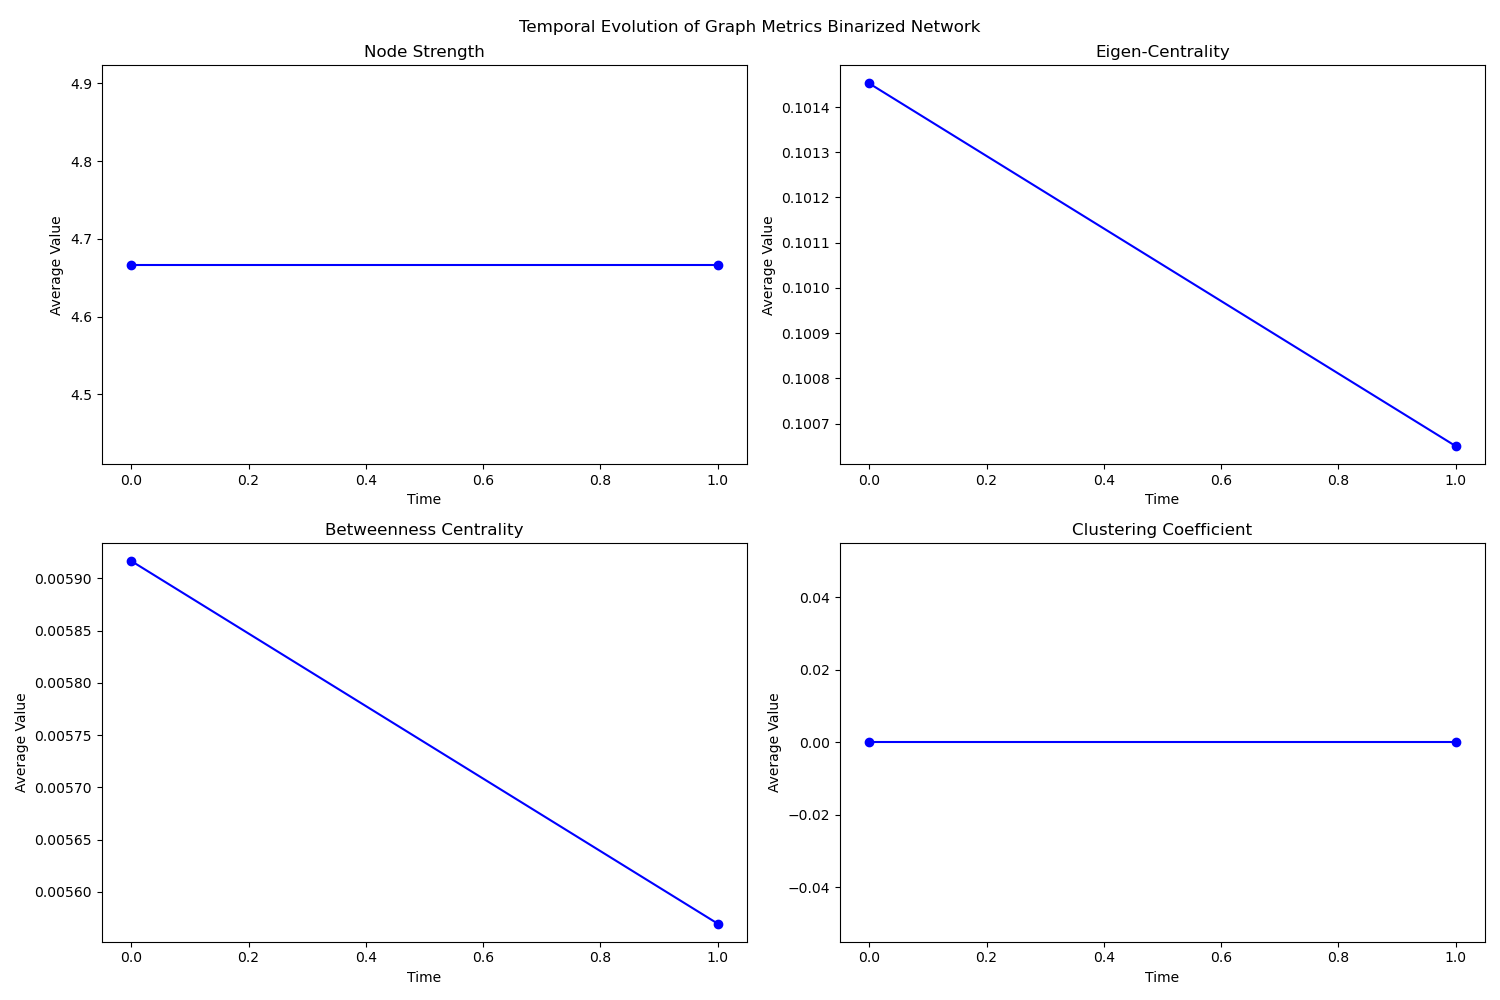 Temporal Evolution of Graph Metrics Binarized Network
Node Strength
4.9
4.8
4.7
4.6
4.5
Average Value
0.0 0.2 0.4 0.6 0.8 1.0
Time
Eigen-Centrality
0.1014
0.1013
0.1012
0.1011
0.1010
0.1009
0.1008
0.1007
Average Value
0.0 0.2 0.4 0.6 0.8 1.0
Time
Betweenness Centrality
0.00590
0.00585
0.00580
0.00575
0.00570
0.00565
0.00560
Average Value
0.0 0.2 0.4 0.6 0.8 1.0
Time
Clustering Coefficient
0.04
0.02
0.00
−0.02
−0.04
Average Value
0.0 0.2 0.4 0.6 0.8 1.0
Time